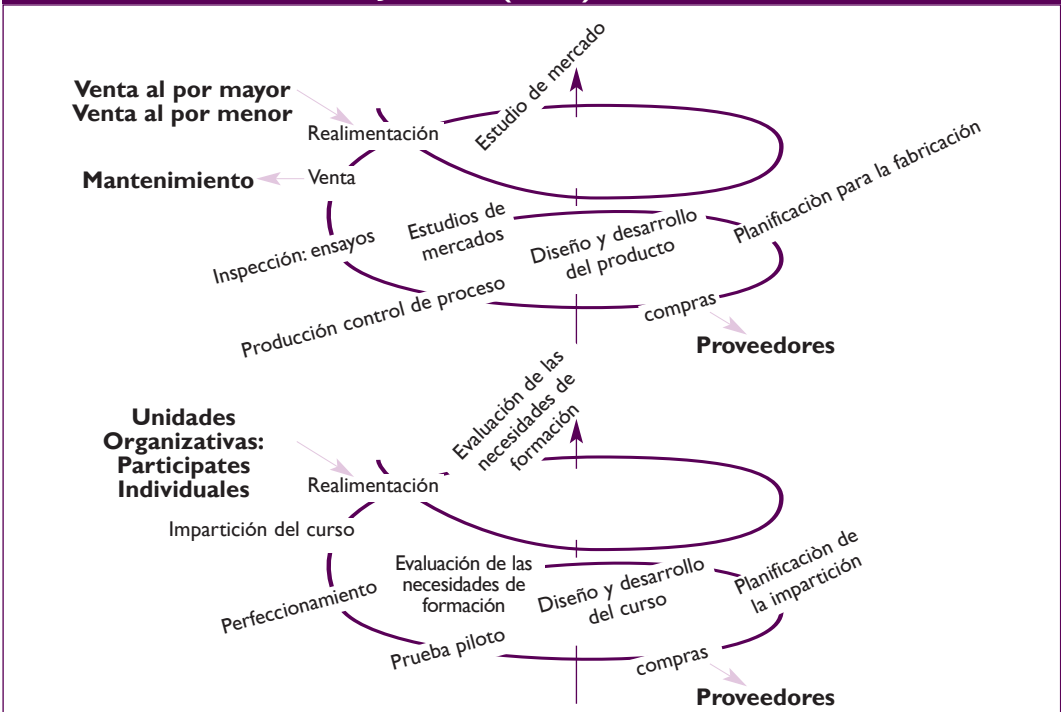 Estudio de mercado
Venta al por mayor
Venta al por menor
Realimentación
Mantenimiento
Venta
Planificaciòn para la fabricación
Estudios de
mercados
Diseño y desarrollo
del producto
Inspección: ensayos
Producción control de proceso
compras
Proveedores
Evaluación de las
necesidades de
formación
Unidades
Organizativas:
Participates
Individuales
Realimentación
Impartición del curso
Evaluación de las
necesidades de
formación
Diseño y desarrollo
del curso
Planificaciòn de
la impartición
Perfeccionamiento
Prueba piloto
compras
Proveedores